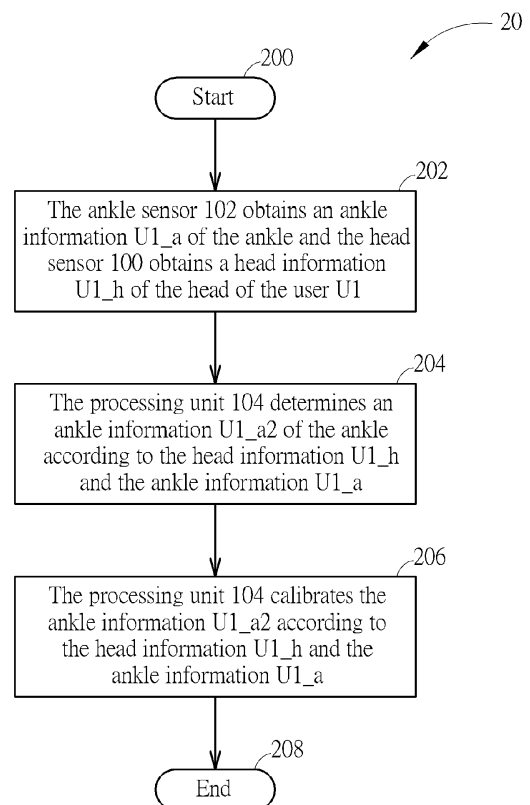 20
200
Start
202
The ankle sensor 102 obtains an ankle
information U1_a of the ankle and the head
sensor 100 obtains a head information
U1_h of the head of the user U1
204
The processing unit 104 determines an
ankle information U1_a2 of the ankle
according to the head information U1_h
and the ankle information U1_a
206
The processing unit 104 calibrates the
ankle information U1_a2 according to
the head information U1_h and the
ankle information U1_a
208
End